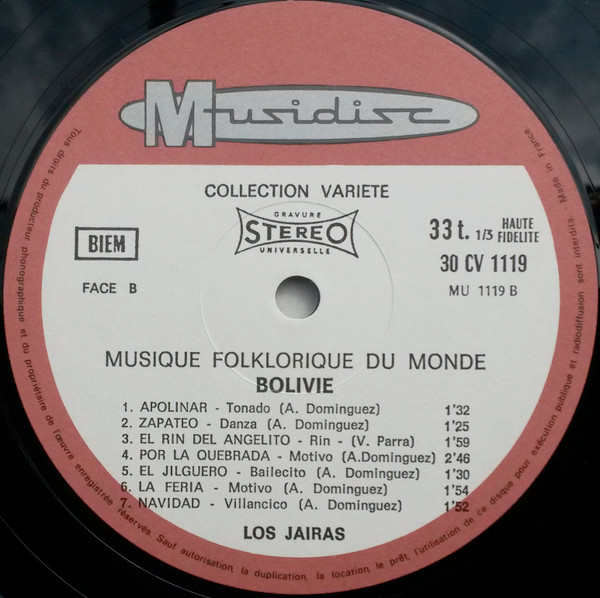 Musidisc
COLLECTION VARIETE
GRAVURE
STEREO
UNIVERSELLE
BIEM
33 t. 1/3 HAUTE FIDELITE
30 CV 1119
FACE B
MU 1119 B
MUSIQUE FOLKLORIQUE DU MONDE
BOLIVIE
1. APOLINAR - Tonado (A. Dominguez) 1'32
2. ZAPATEO - Danza (A. Dominguez) 1'25
3. EL RIN DEL ANGELITO - Rin - (V. Parra) 1'59
4. POR LA QUEBRADA - Motivo (A.Dominguez) 2'46
5. EL JILGUERO - Bailecito (A. Dominguez) 1'30
6. LA FERIA - Motivo (A. Dominguez) 1'54
7. NAVIDAD - Villancico (A. Dominguez) 1'52
LOS JAIRAS
Tous droits du producteur phonographique et du propriétaire de l'œuvre enregistrée réservés. Sauf autorisation, la duplication, la location, le prêt, l'utilisation de ce disque pour exécution publique et radiodiffusion sont interdits. Made in France.